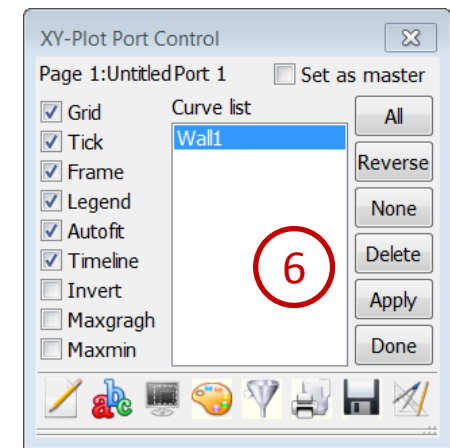 XY-Plot Port Control
Page 1:Untitled Port 1 Set as master
Grid
Tick
Frame
Legend
Autofit
Timeline
Invert
Maxgragh
Maxmin
Curve list
Wall1
6
All
Reverse
None
Delete
Apply
Done
abc